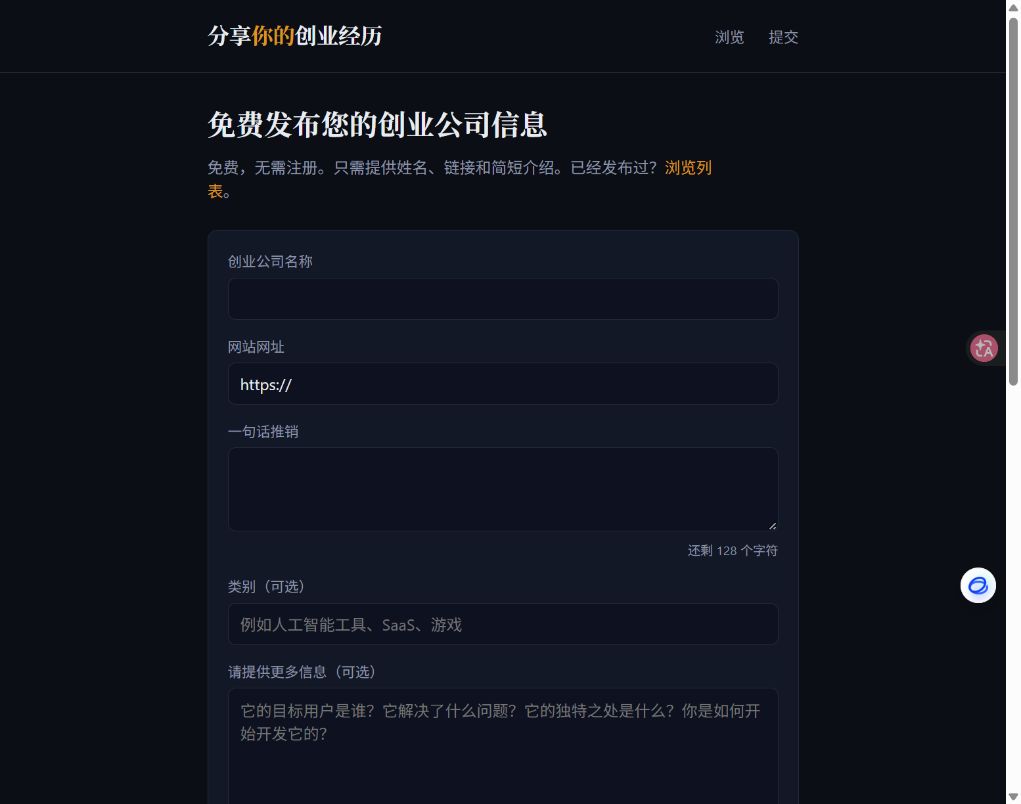 分享你的创业经历
浏览
提交
免费发布您的创业公司信息
免费，无需注册。只需提供姓名、链接和简短介绍。已经发布过？浏览列
表。
创业公司名称
网站网址
https://
一句话推销
还剩 128 个字符
类别（可选）
例如人工智能工具、SaaS、游戏
请提供更多信息（可选）
它的目标用户是谁？它解决了什么问题？它的独特之处是什么？你是如何开
始开发它的？